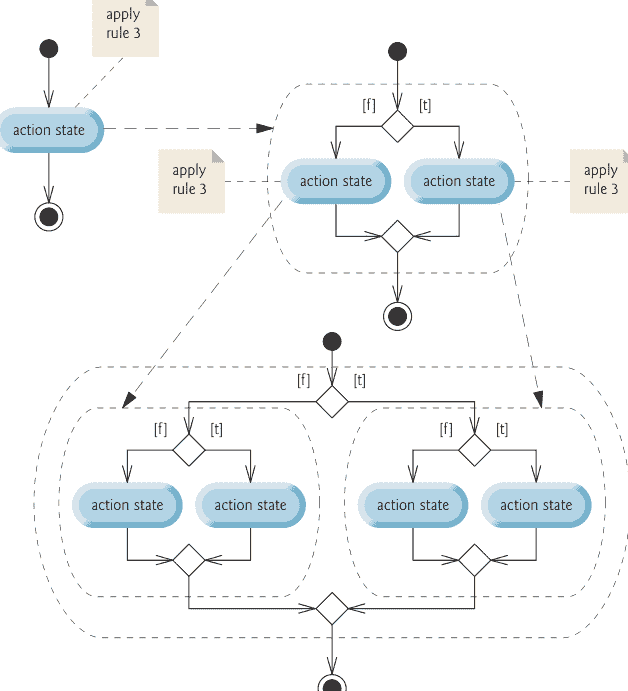 apply
rule 3
action state
[f] [t]
apply
rule 3
action state
action state
apply
rule 3
[f] [t]
[f] [t]
[f] [t]
action state
action state
action state
action state